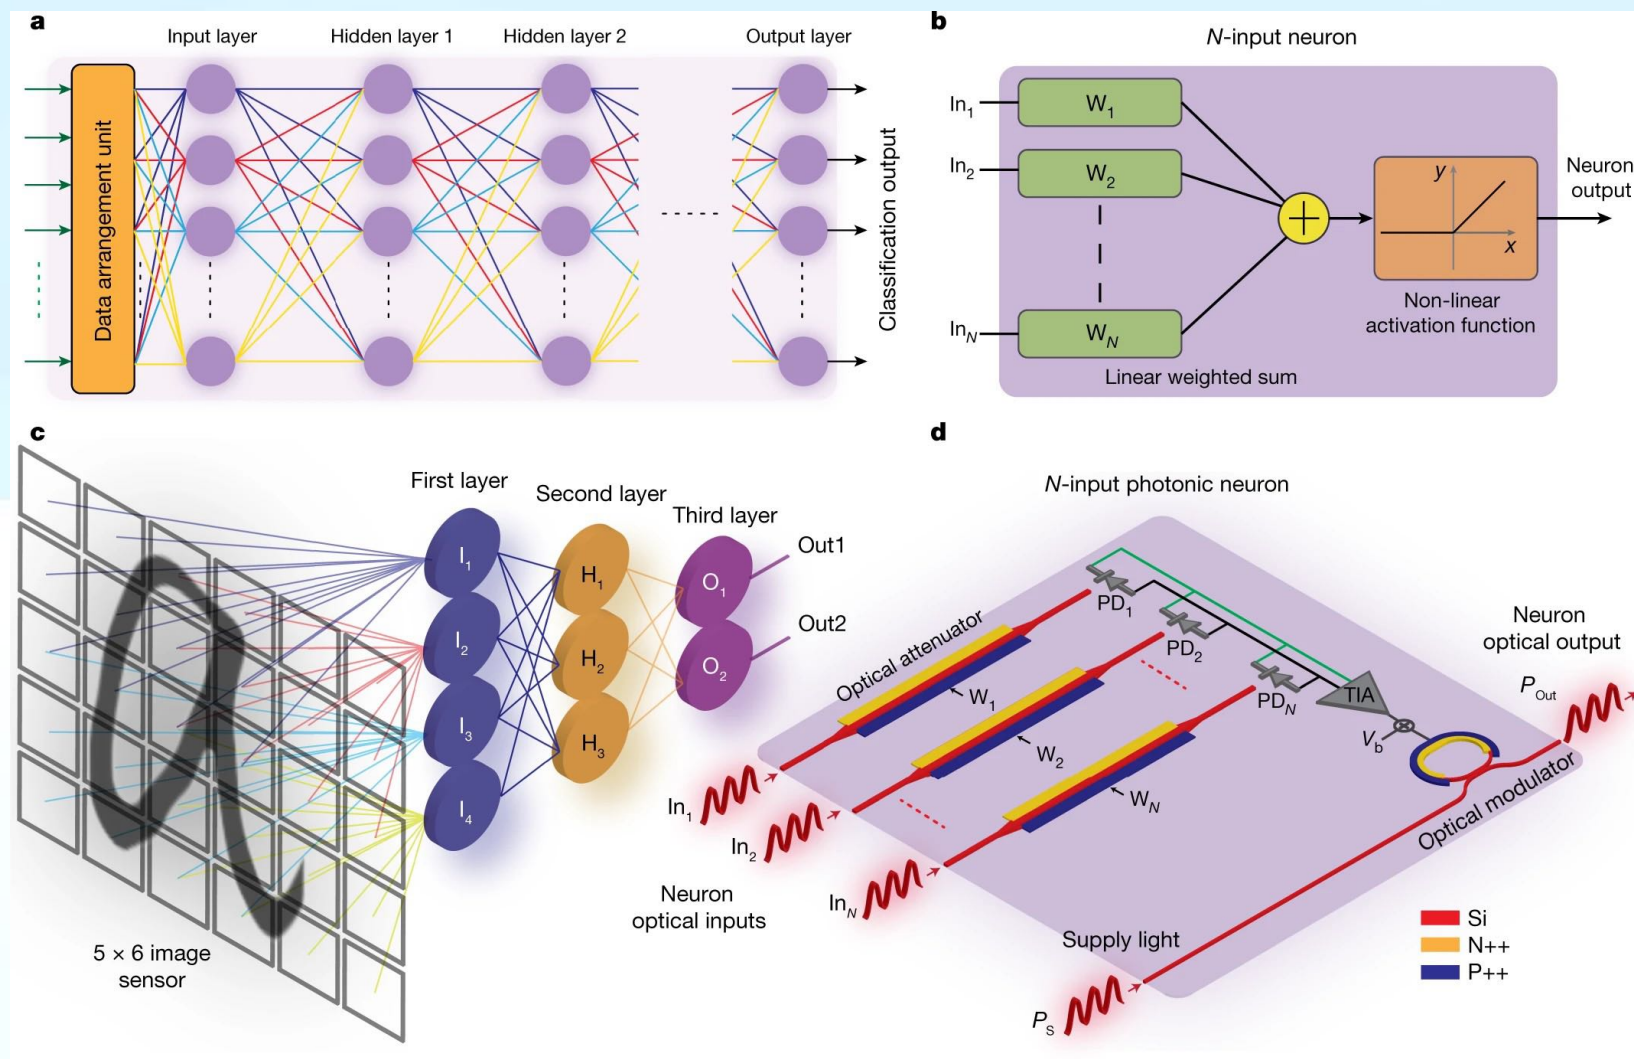 a
Input layer
Hidden layer 1
Hidden layer 2
Output layer
Data arrangement unit
Classification output
b
N-input neuron
In1
W1
In2
W2
InN
WN
Linear weighted sum
y
x
Non-linear
activation function
Neuron
output
c
First layer
Second layer
Third layer
I1
I2
I3
I4
H1
H2
H3
O1
O2
Out1
Out2
5 × 6 image
sensor
d
N-input photonic neuron
Optical attenuator
PD1
PD2
PDN
TIA
Vb
W1
W2
WN
In1
In2
InN
Neuron
optical inputs
Neuron
optical output
POut
Optical modulator
Supply light
PS
Si
N++
P++